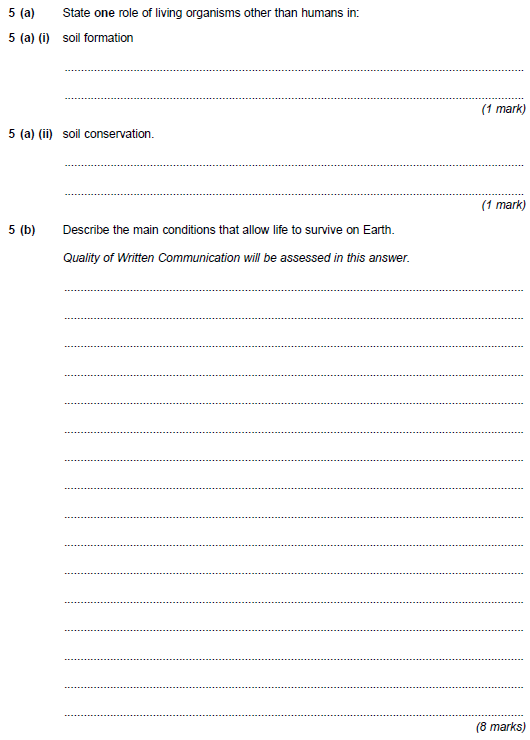 5 (a) State one role of living organisms other than humans in:
5 (a) (i) soil formation
(1 mark)
5 (a) (ii) soil conservation.
(1 mark)
5 (b) Describe the main conditions that allow life to survive on Earth.
Quality of Written Communication will be assessed in this answer.
(8 marks)